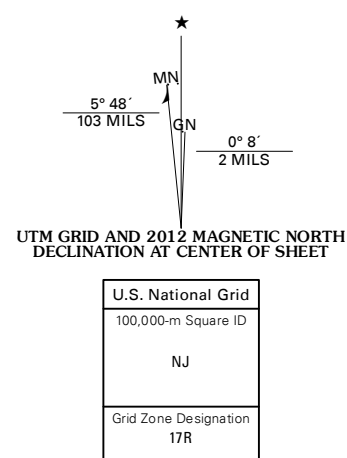 ★
MN
5° 48´
103 MILS
GN
0° 8´
2 MILS
UTM GRID AND 2012 MAGNETIC NORTH
DECLINATION AT CENTER OF SHEET
U.S. National Grid
100,000-m Square ID
NJ
Grid Zone Designation
17R